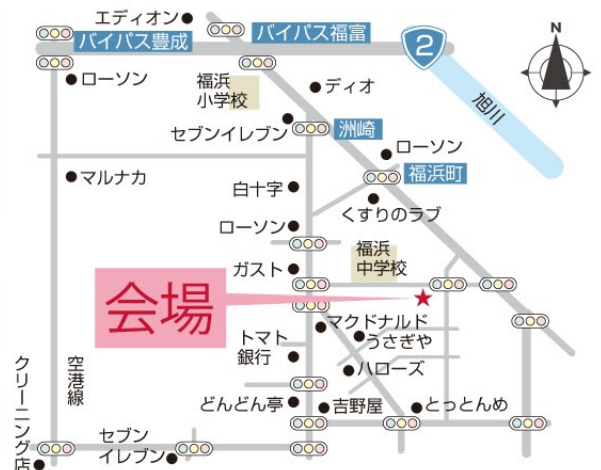 エディオン
バイパス豊成
バイパス福富
2
N
ローソン
福浜
小学校
ディオ
旭川
セブンイレブン
洲崎
ローソン
マルナカ
福浜町
白十字
くすりのラブ
ローソン
福浜
中学校
ガスト
会場
マクドナルド
うさぎや
トマト
銀行
ハローズ
空港線
クリーニング店
どんどん亭
吉野屋
とっとんめ
セブン
イレブン